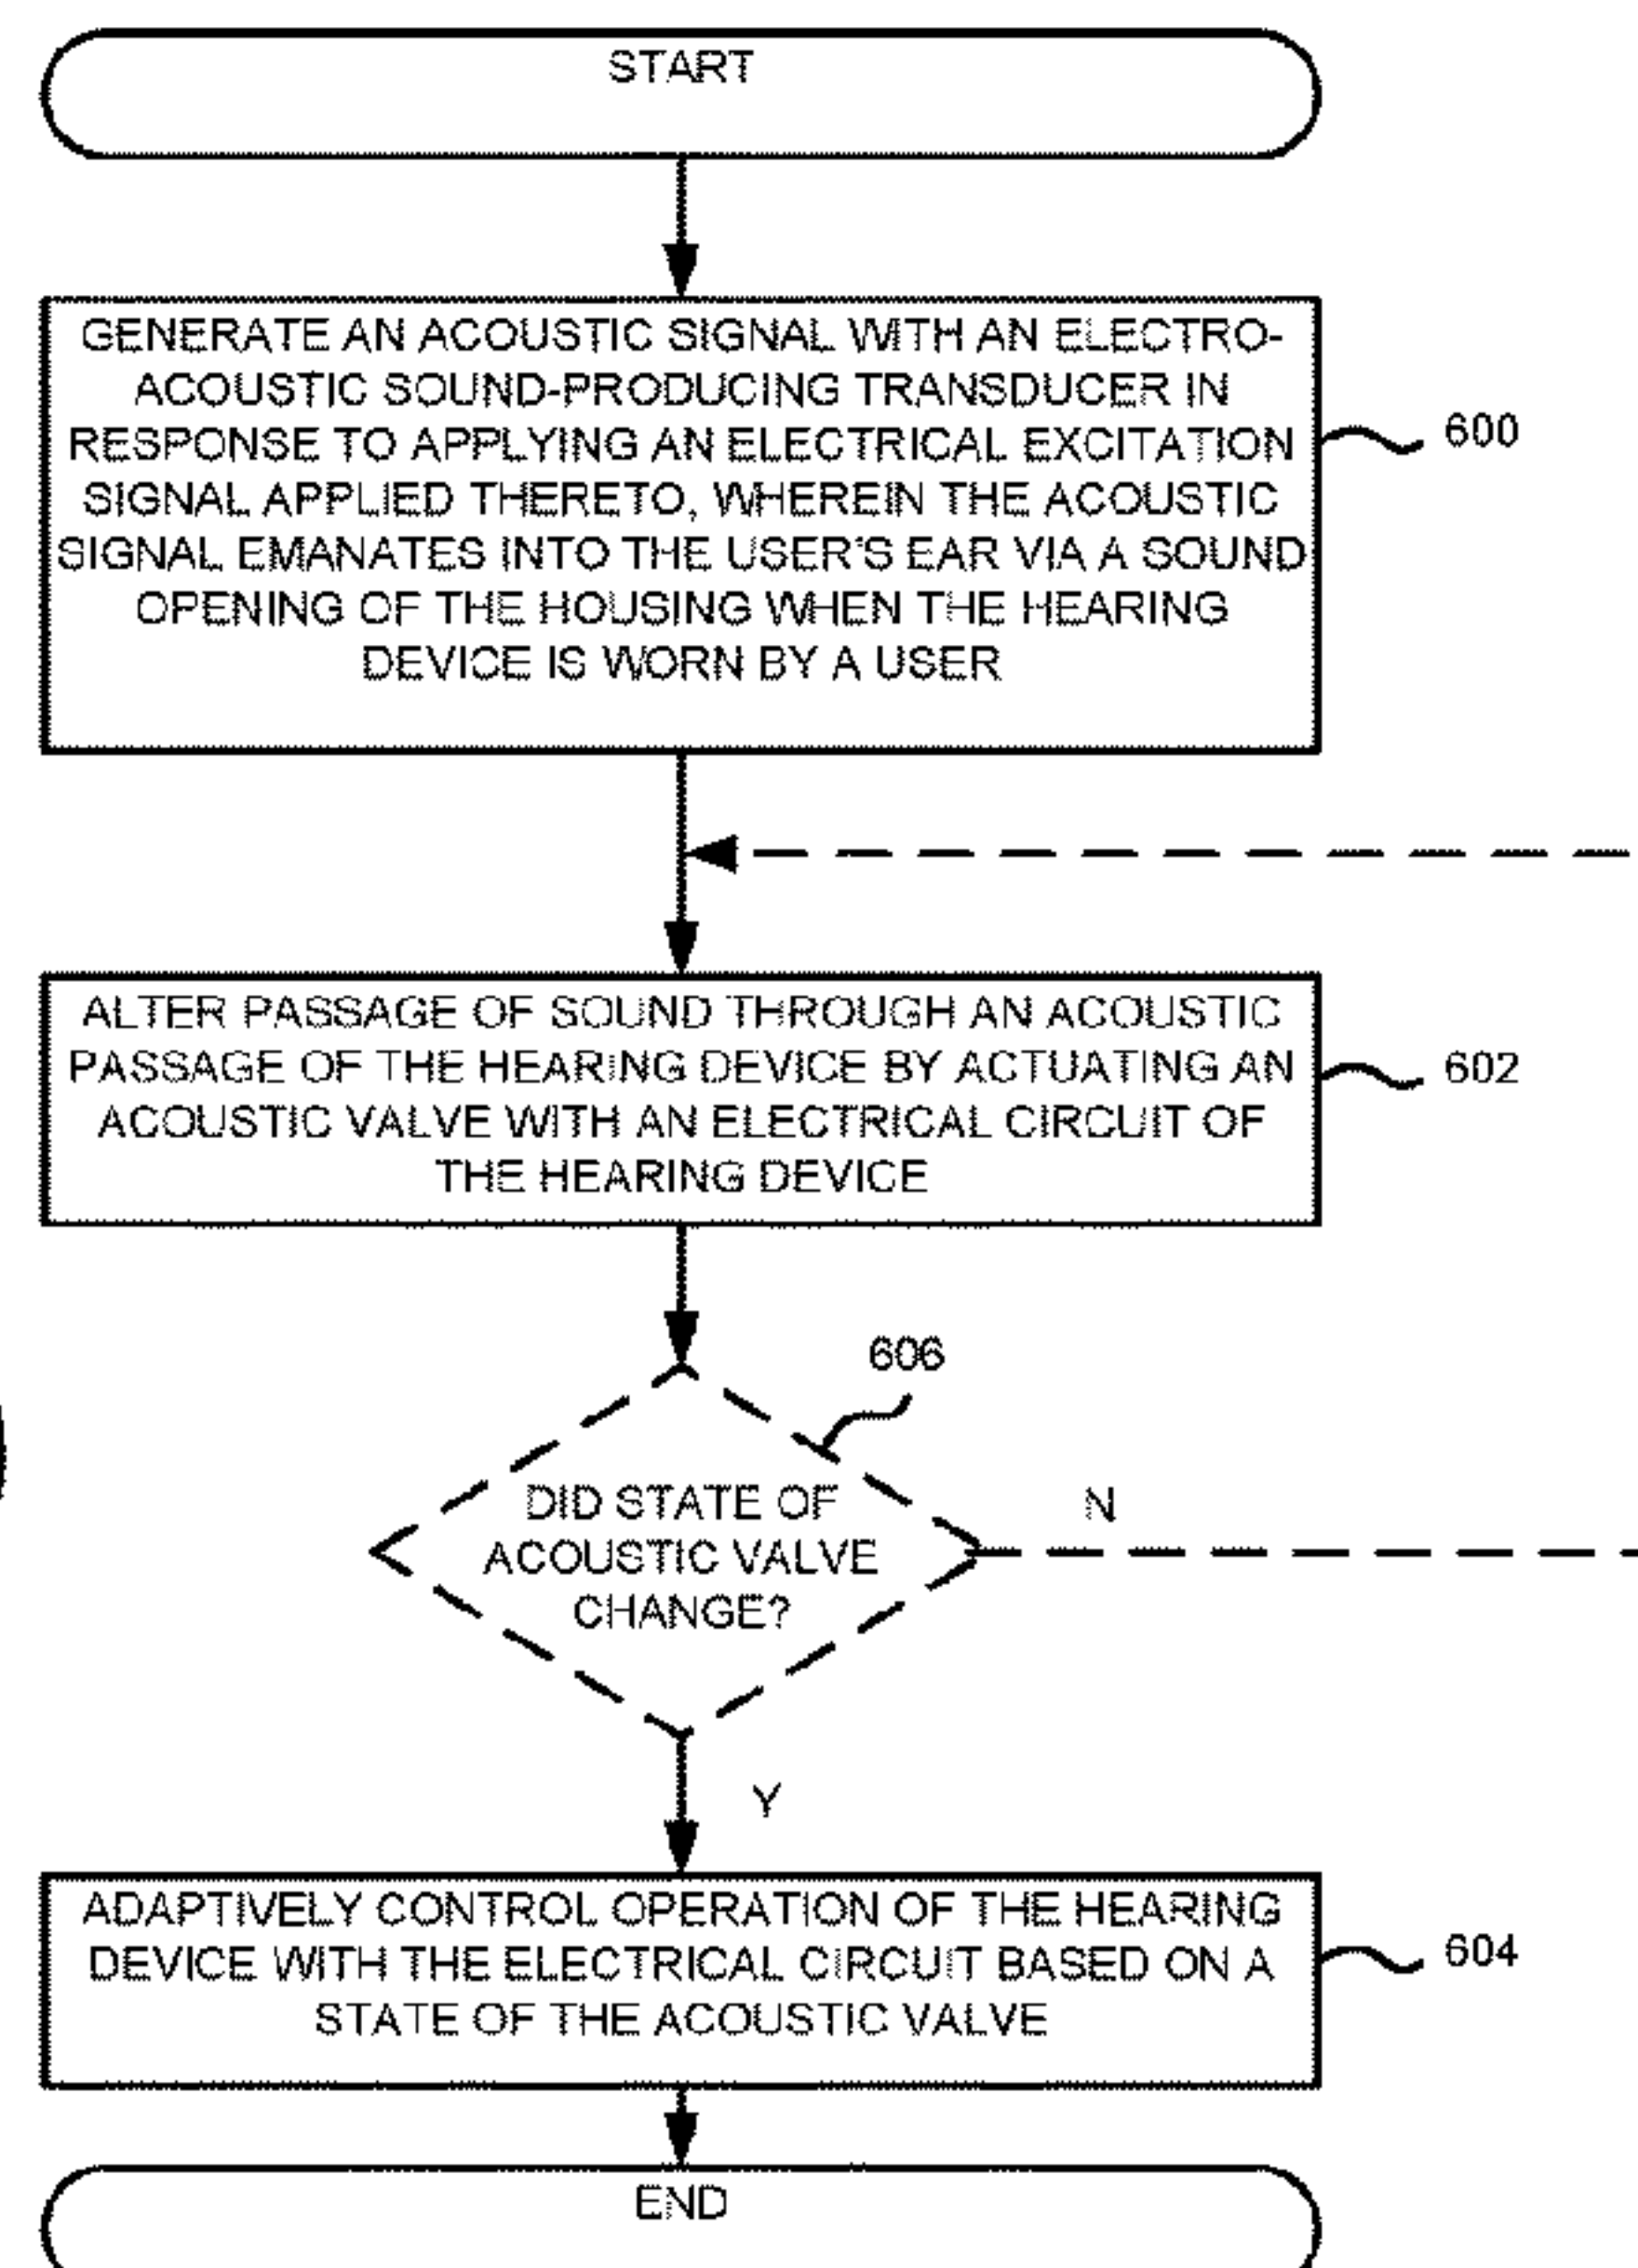 START
GENERATE AN ACOUSTIC SIGNAL WITH AN ELECTRO-
ACOUSTIC SOUND-PRODUCING TRANSDUCER IN
RESPONSE TO APPLYING AN ELECTRICAL EXCITATION
SIGNAL APPLIED THERETO, WHEREIN THE ACOUSTIC
SIGNAL EMANATES INTO THE USER'S EAR VIA A SOUND
OPENING OF THE HOUSING WHEN THE HEARING
DEVICE IS WORN BY A USER
600
ALTER PASSAGE OF SOUND THROUGH AN ACOUSTIC
PASSAGE OF THE HEARING DEVICE BY ACTUATING AN
ACOUSTIC VALVE WITH AN ELECTRICAL CIRCUIT OF
THE HEARING DEVICE
602
606
DID STATE OF
ACOUSTIC VALVE
CHANGE?
N
Y
ADAPTIVELY CONTROL OPERATION OF THE HEARING
DEVICE WITH THE ELECTRICAL CIRCUIT BASED ON A
STATE OF THE ACOUSTIC VALVE
604
END